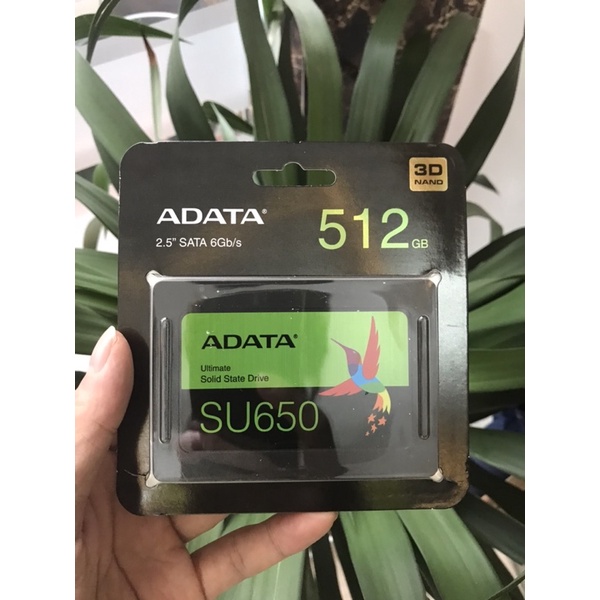 3D
NAND
ADATA®
512 GB
2.5" SATA 6Gb/s
ADATA®
Ultimate
Solid State Drive
SU650